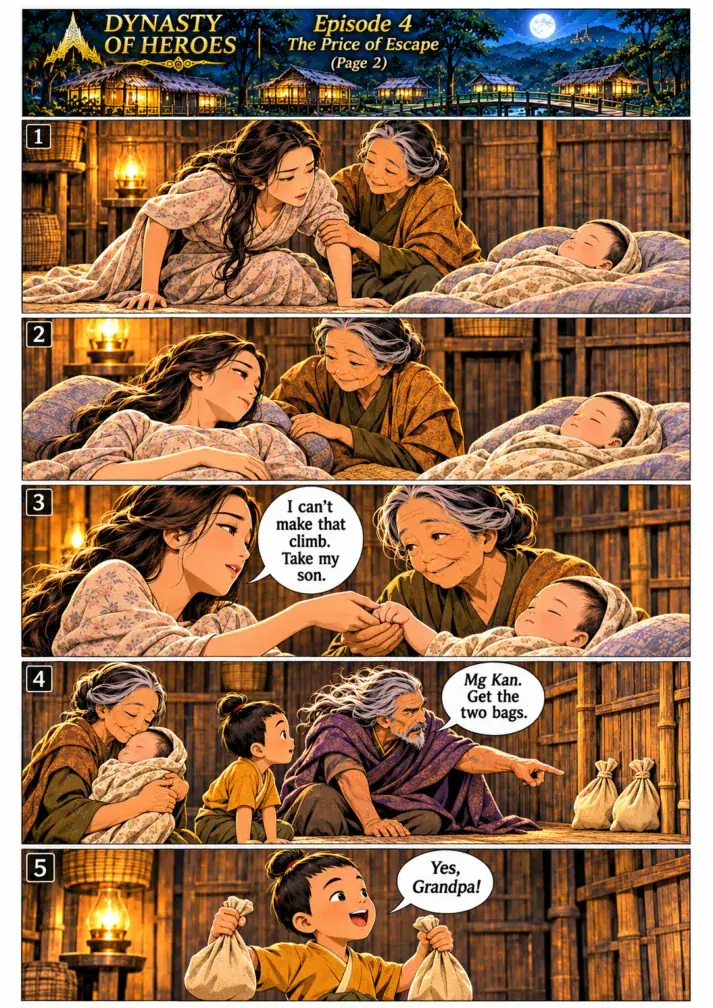 DYNASTY
OF HEROES
Episode 4
The Price of Escape
(Page 2)
1
2
3
I can't
make that
climb.
Take my
son.
4
Mg Kan.
Get the
two bags.
5
Yes,
Grandpa!